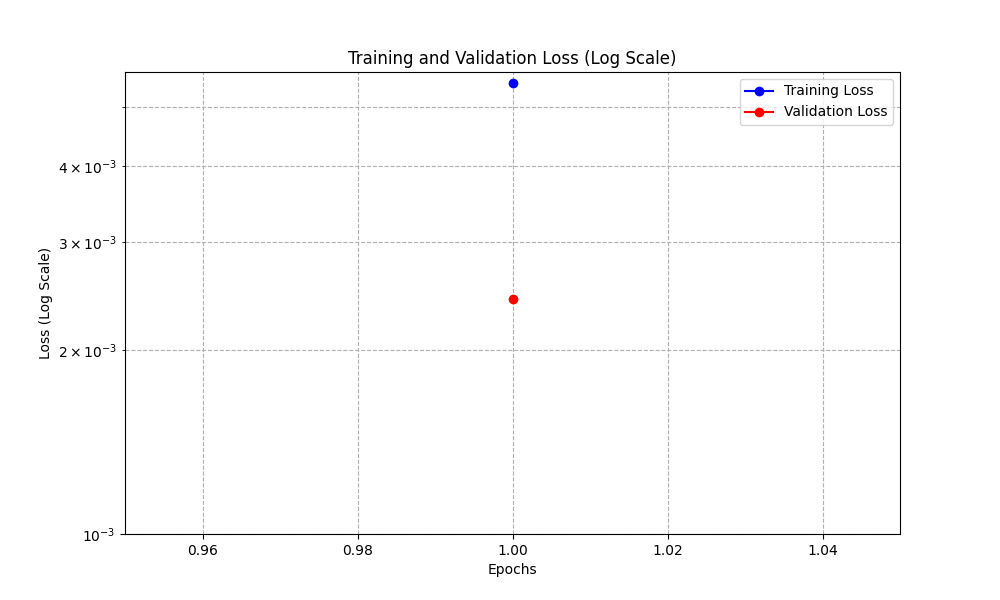 Training and Validation Loss (Log Scale)
Training Loss
Validation Loss
4 × 10⁻³
3 × 10⁻³
2 × 10⁻³
10⁻³
Loss (Log Scale)
0.96 0.98 1.00 1.02 1.04
Epochs